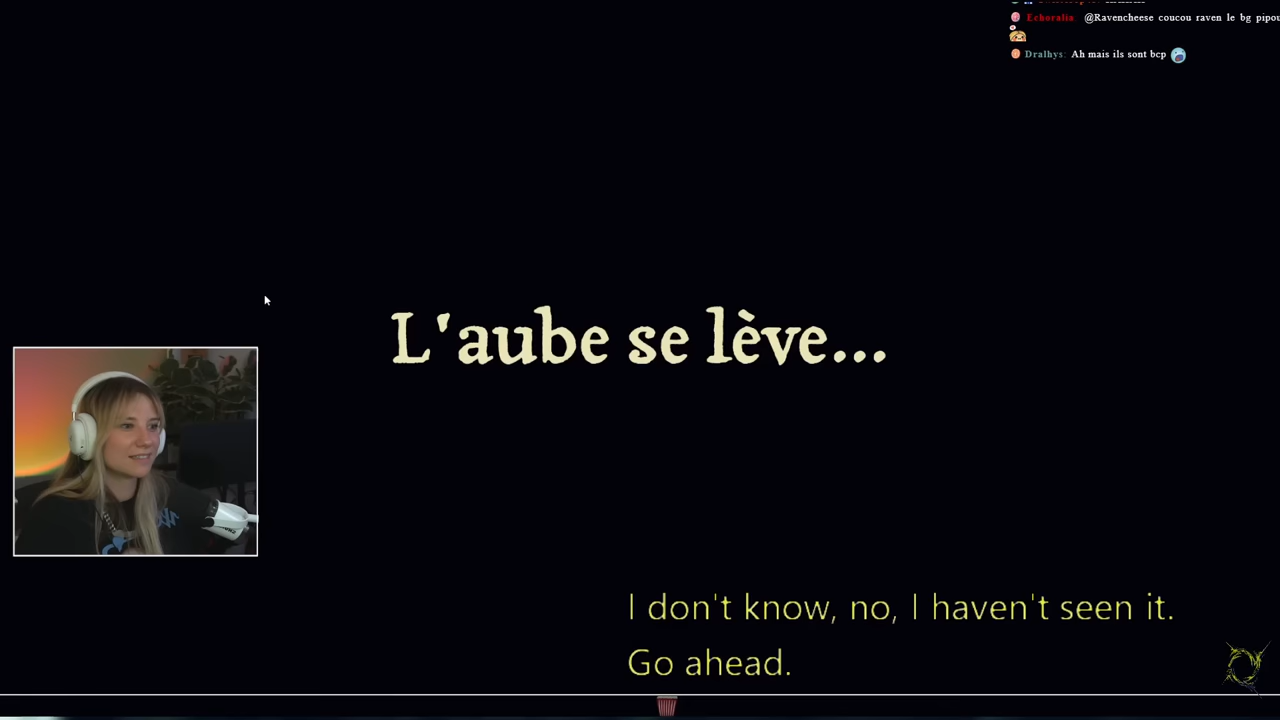 Echoralia: @Ravencheese coucou raven le bg pipou
Dralhys: Ah mais ils sont bcp
L'aube se lève...
I don't know, no, I haven't seen it.
Go ahead.